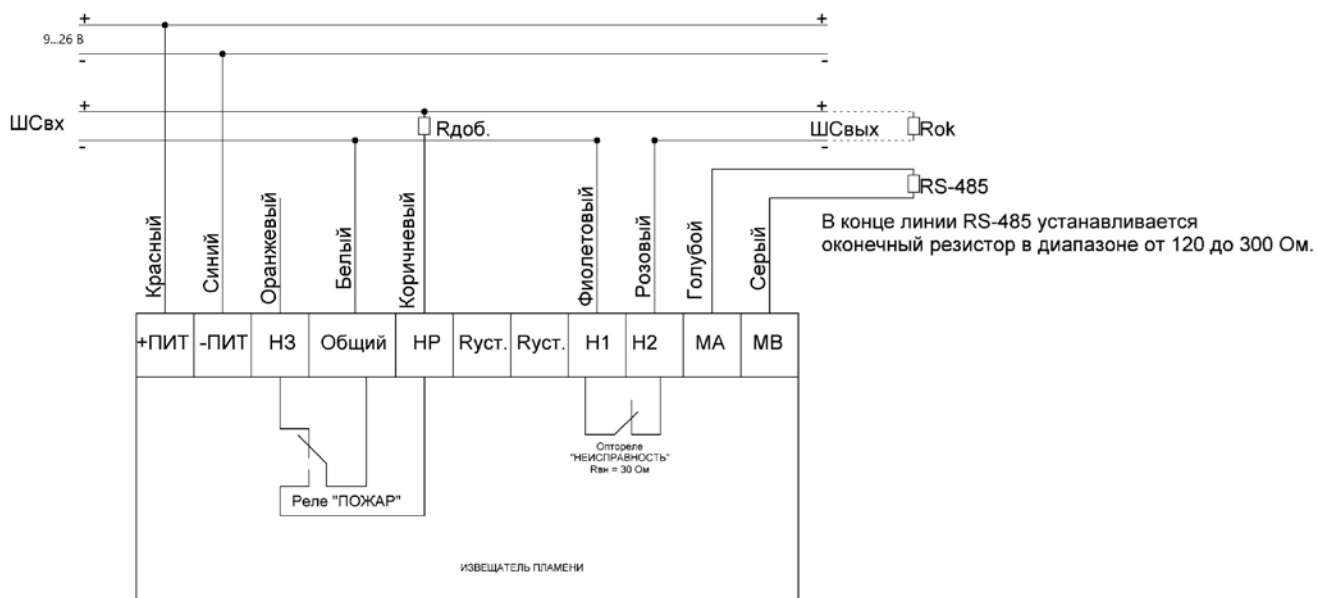 +
+
9...26 В
-
-
+
+
ШСвх
Rдоб.
ШСвых
Rok
-
-
RS-485
В конце линии RS-485 устанавливается
оконечный резистор в диапазоне от 120 до 300 Ом.
Красный
Синий
Оранжевый
Белый
Коричневый
Фиолетовый
Розовый
Голубой
Серый
+ПИТ
-ПИТ
НЗ
Общий
НР
Rуст.
Rуст.
Н1
Н2
МА
МВ
Оптореле
"НЕИСПРАВНОСТЬ"
Rвн = 30 Ом
Реле "ПОЖАР"
ИЗВЕЩАТЕЛЬ ПЛАМЕНИ